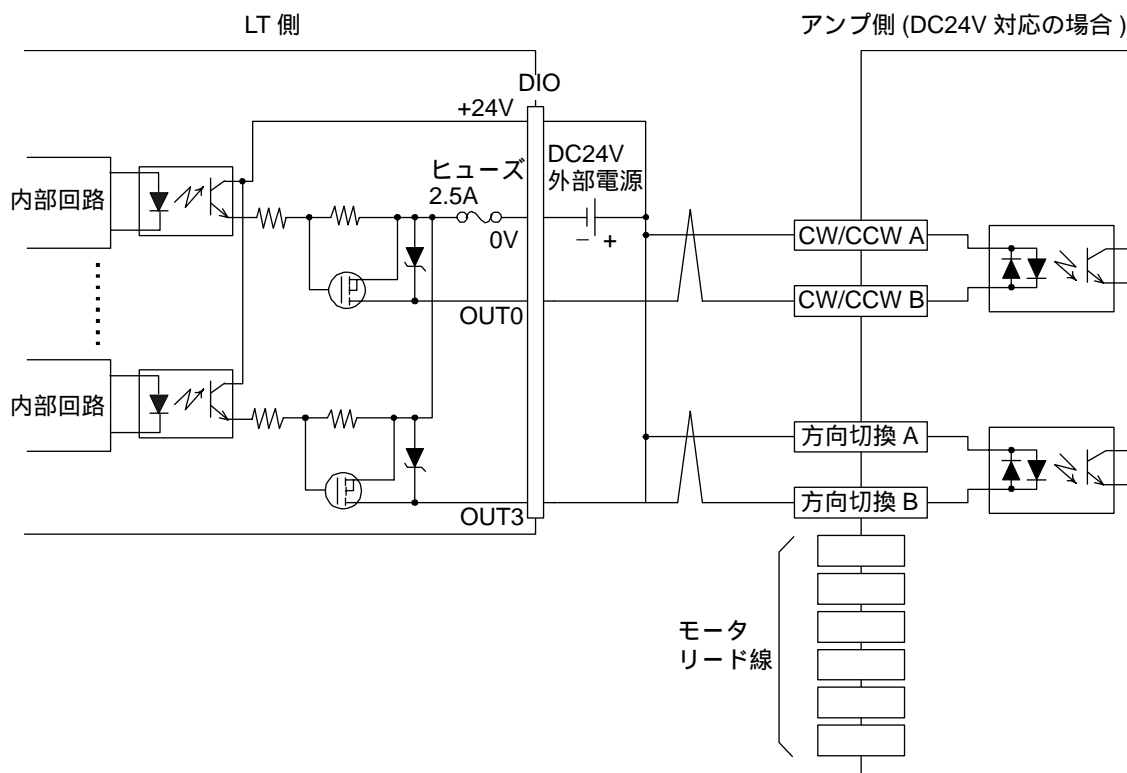 LT 側
アンプ側 (DC24V 対応の場合 )
DIO
+24V
DC24V
外部電源
ヒューズ
2.5A
0V
− +
内部回路
CW/CCW A
CW/CCW B
OUT0
内部回路
方向切換 A
方向切換 B
OUT3
モータ
リード線